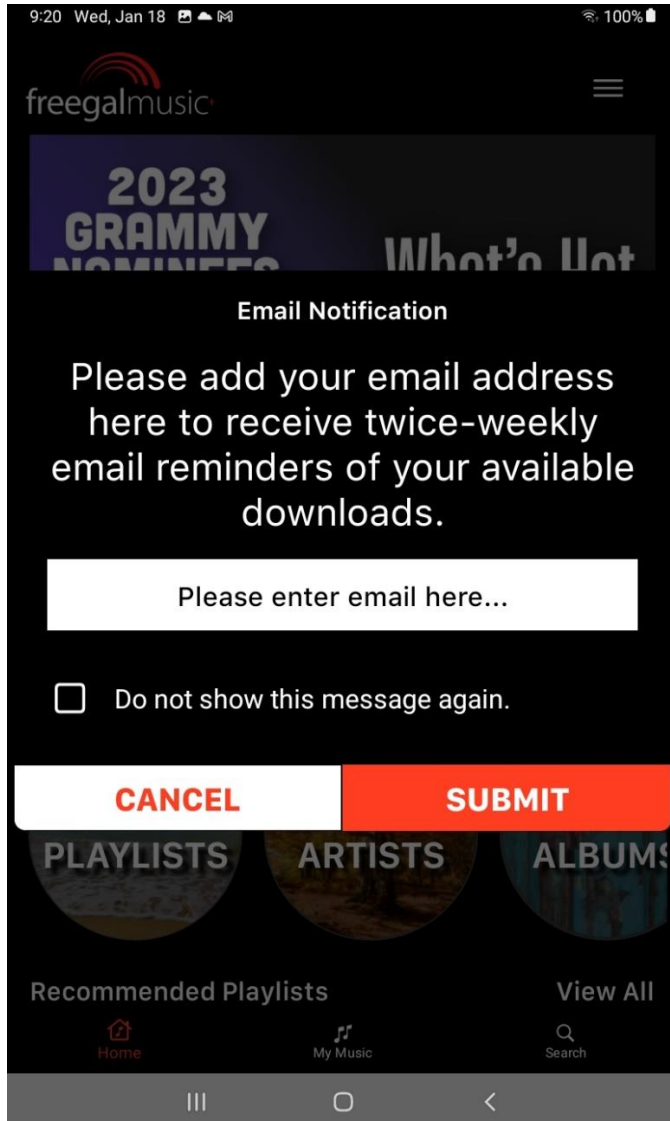 9:20 Wed, Jan 18 100%
freegalmusic
2023
GRAMMY
NOMINEES
What's Hot
Email Notification
Please add your email address
here to receive twice-weekly
email reminders of your available
downloads.
Please enter email here...
Do not show this message again.
CANCEL SUBMIT
PLAYLISTS ARTISTS ALBUMS
Recommended Playlists View All
Home My Music Search